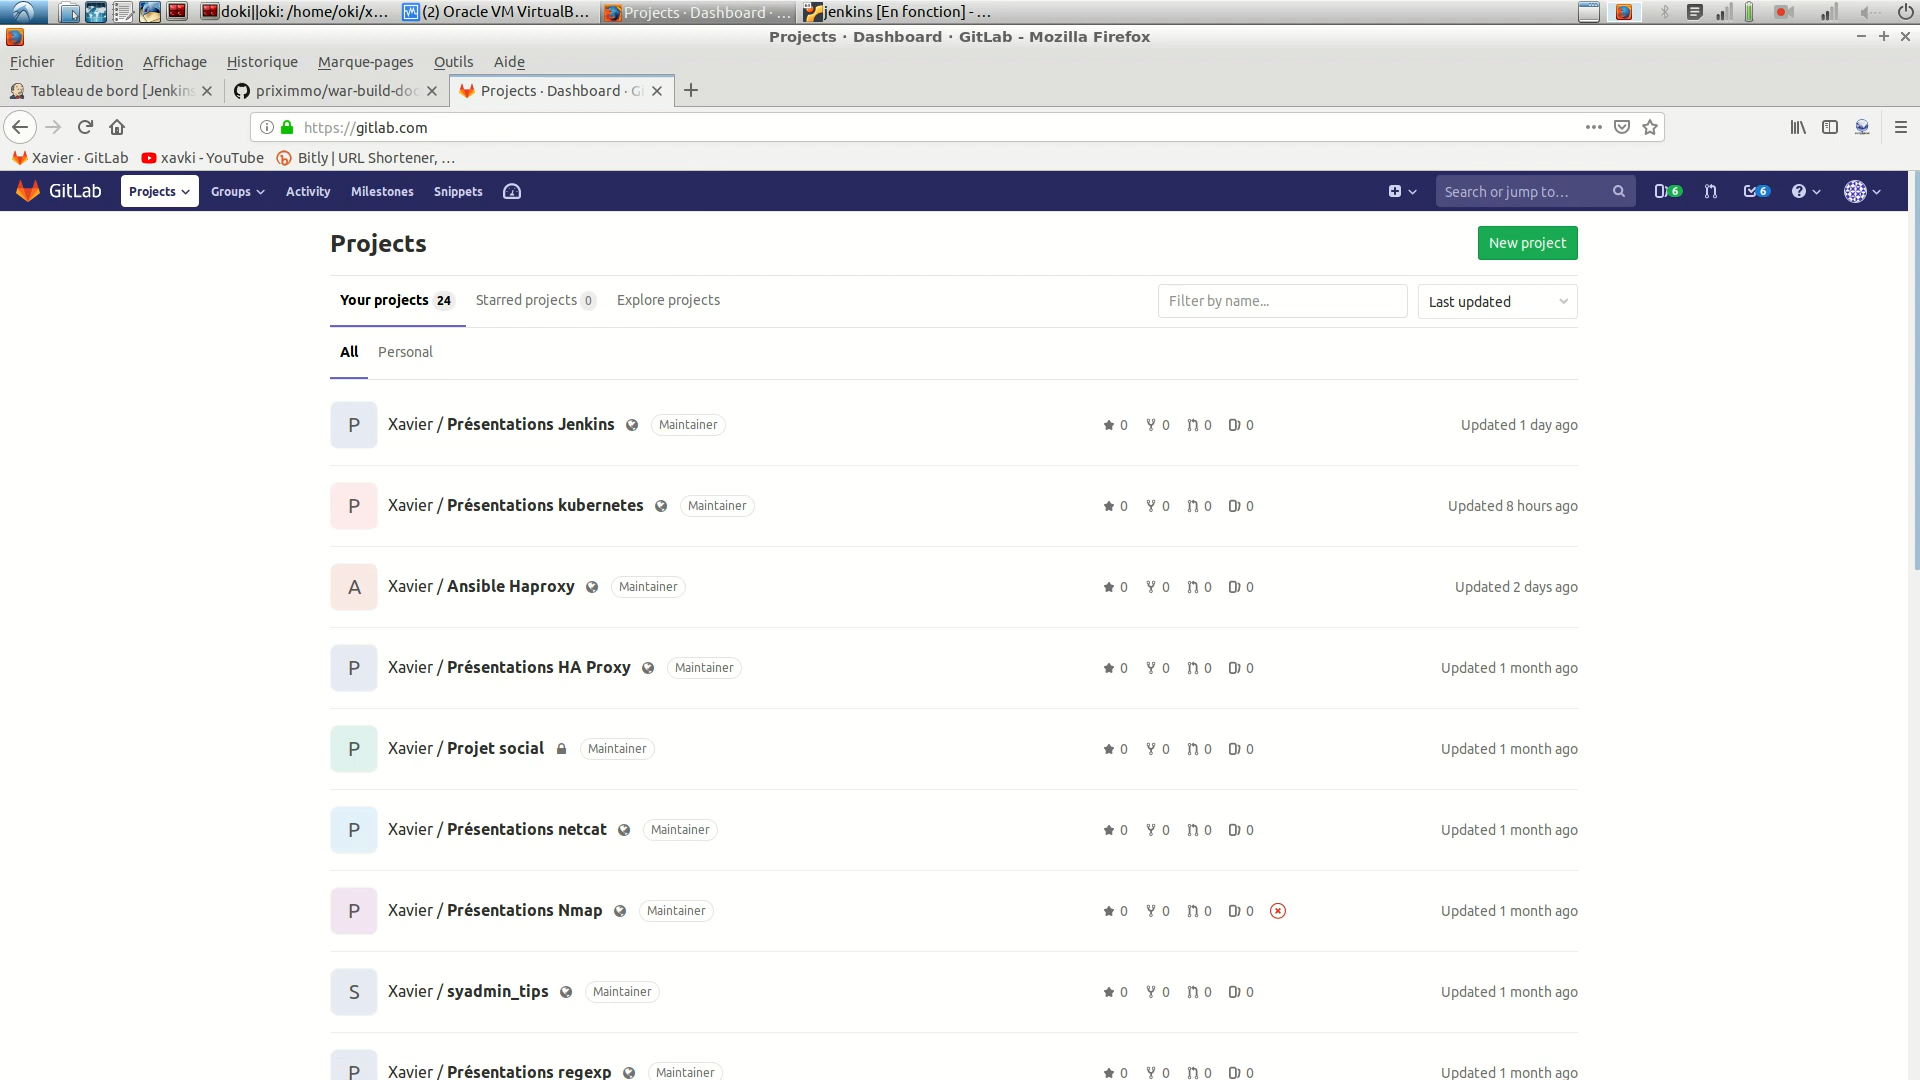 doki||oki: /home/oki/x...
(2) Oracle VM VirtualB...
Projects · Dashboard · ...
jenkins [En fonction] - ...
Projects · Dashboard · GitLab - Mozilla Firefox
Fichier Édition Affichage Historique Marque-pages Outils Aide
Tableau de bord [Jenkins
priximmo/war-build-doc
Projects · Dashboard · G
https://gitlab.com
Xavier · GitLab
xavki - YouTube
Bitly | URL Shortener, ...
GitLab Projects Groups Activity Milestones Snippets
Search or jump to...
6
6
Projects
New project
Your projects 24 Starred projects 0 Explore projects
Filter by name...
Last updated
All Personal
P Xavier / Présentations Jenkins Maintainer 0 0 0 0 Updated 1 day ago
P Xavier / Présentations kubernetes Maintainer 0 0 0 0 Updated 8 hours ago
A Xavier / Ansible Haproxy Maintainer 0 0 0 0 Updated 2 days ago
P Xavier / Présentations HA Proxy Maintainer 0 0 0 0 Updated 1 month ago
P Xavier / Projet social Maintainer 0 0 0 0 Updated 1 month ago
P Xavier / Présentations netcat Maintainer 0 0 0 0 Updated 1 month ago
P Xavier / Présentations Nmap Maintainer 0 0 0 0 Updated 1 month ago
S Xavier / syadmin_tips Maintainer 0 0 0 0 Updated 1 month ago
P Xavier / Présentations regexp Maintainer 0 0 0 0 Updated 1 month ago